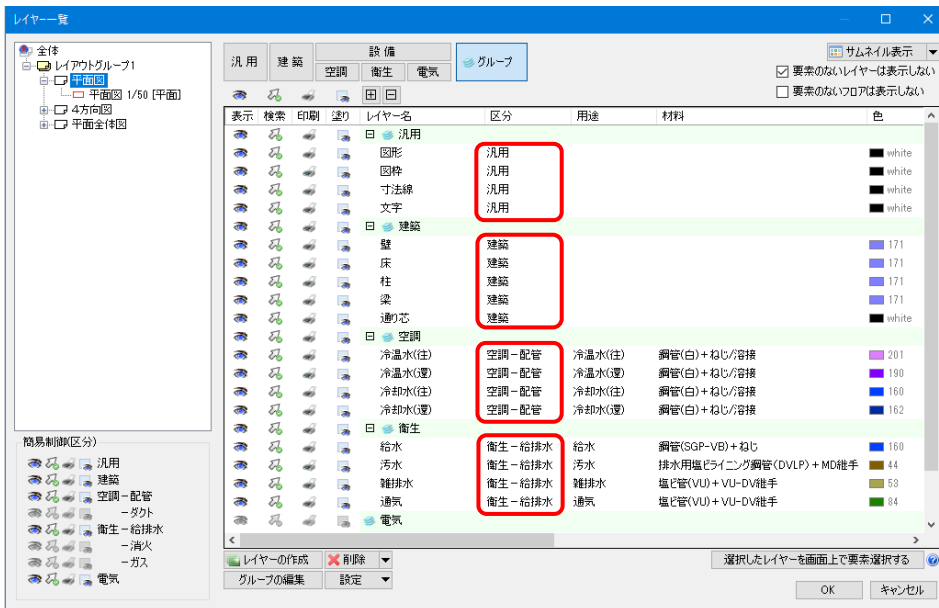 レイヤー一覧
全体
レイアウトグループ1
平面図
平面図 1/50 [平面]
4方向図
平面全体図
汎用 建築 設備 グループ
空調 衛生 電気
サムネイル表示
要素のないレイヤーは表示しない
要素のないフロアは表示しない
表示 検索 印刷 塗り レイヤー名 区分 用途 材料 色
汎用
図形 汎用 white
図枠 汎用 white
寸法線 汎用 white
文字 汎用 white
建築
壁 建築 171
床 建築 171
柱 建築 171
梁 建築 171
通り芯 建築 white
空調
冷温水(往) 空調-配管 冷温水(往) 鋼管(白)+ねじ/溶接 201
冷温水(還) 空調-配管 冷温水(還) 鋼管(白)+ねじ/溶接 190
冷却水(往) 空調-配管 冷却水(往) 鋼管(白)+ねじ/溶接 160
冷却水(還) 空調-配管 冷却水(還) 鋼管(白)+ねじ/溶接 162
衛生
給水 衛生-給排水 給水 鋼管(SGP-VB)+ねじ 160
汚水 衛生-給排水 汚水 排水用塩ビライニング鋼管(DVLP)+MD継手 44
雑排水 衛生-給排水 雑排水 塩ビ管(VU)+VU-DV継手 53
通気 衛生-給排水 通気 塩ビ管(VU)+VU-DV継手 84
電気
簡易制御(区分)
汎用
建築
空調-配管
-ダクト
衛生-給排水
-消火
-ガス
電気
レイヤーの作成 削除 選択したレイヤーを画面上で要素選択する
グループの編集 設定
OK キャンセル